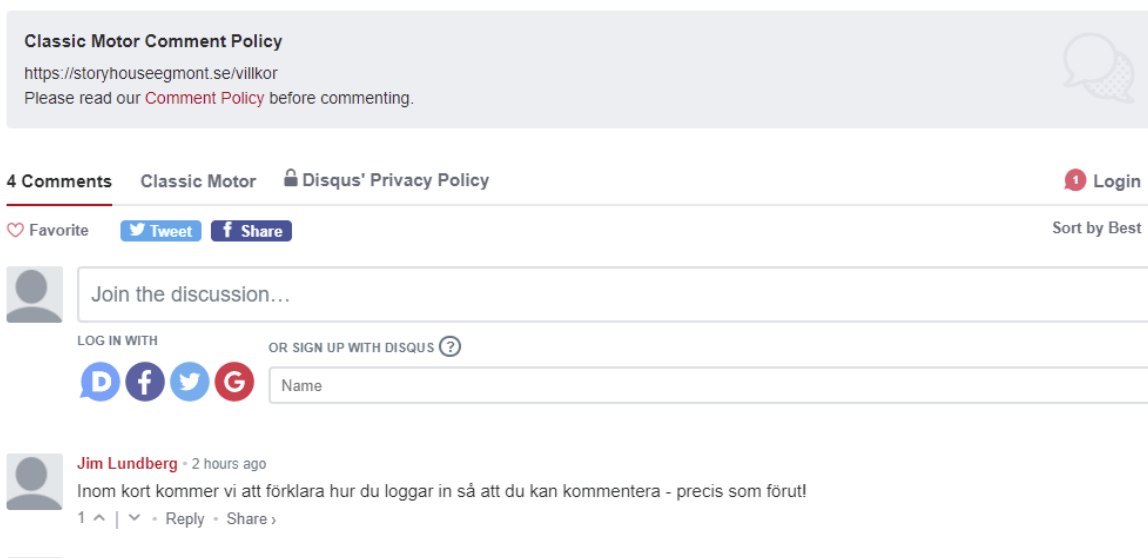 Classic Motor Comment Policy
https://storyhouseegmont.se/villkor
Please read our Comment Policy before commenting.
4 Comments Classic Motor Disqus' Privacy Policy 1 Login
Favorite Tweet f Share Sort by Best
Join the discussion…
LOG IN WITH
OR SIGN UP WITH DISQUS ?
D f G
Name
Jim Lundberg • 2 hours ago
Inom kort kommer vi att förklara hur du loggar in så att du kan kommentera - precis som förut!
1 | • Reply • Share ›